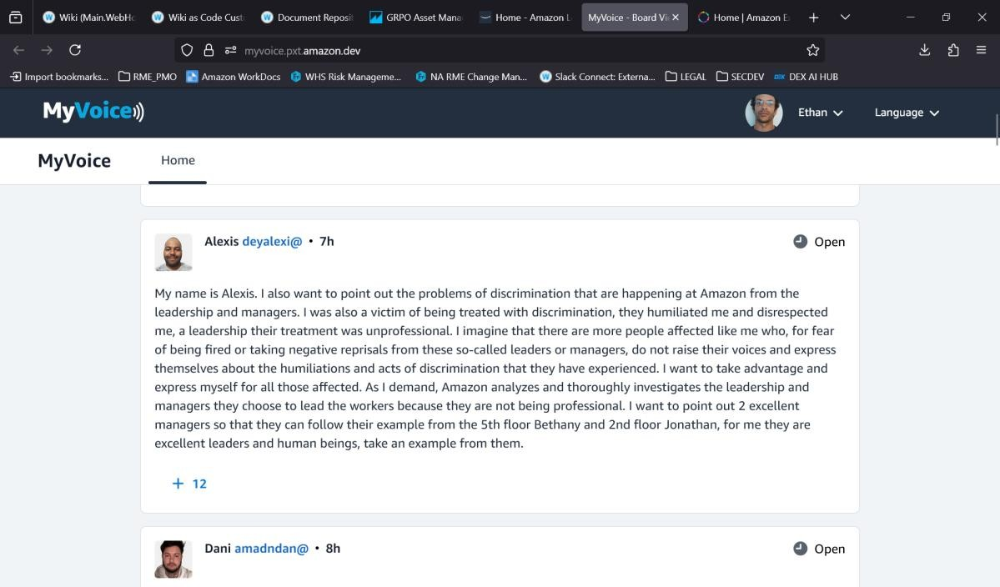 Wiki (Main.WebHo
Wiki as Code Cust
Document Reposit
GRPO Asset Mana
Home - Amazon L
MyVoice - Board Vi
Home | Amazon E
myvoice.pxt.amazon.dev
Import bookmarks...
RME_PMO
Amazon WorkDocs
WHS Risk Manageme...
NA RME Change Man...
Slack Connect: Externa...
LEGAL
SECDEV
DEX AI HUB
MyVoice
Ethan
Language
MyVoice
Home
Alexis deyalexi@ • 7h
Open
My name is Alexis. I also want to point out the problems of discrimination that are happening at Amazon from the
leadership and managers. I was also a victim of being treated with discrimination, they humiliated me and disrespected
me, a leadership their treatment was unprofessional. I imagine that there are more people affected like me who, for fear
of being fired or taking negative reprisals from these so-called leaders or managers, do not raise their voices and express
themselves about the humiliations and acts of discrimination that they have experienced. I want to take advantage and
express myself for all those affected. As I demand, Amazon analyzes and thoroughly investigates the leadership and
managers they choose to lead the workers because they are not being professional. I want to point out 2 excellent
managers so that they can follow their example from the 5th floor Bethany and 2nd floor Jonathan, for me they are
excellent leaders and human beings, take an example from them.
+ 12
Dani amadndan@ • 8h
Open